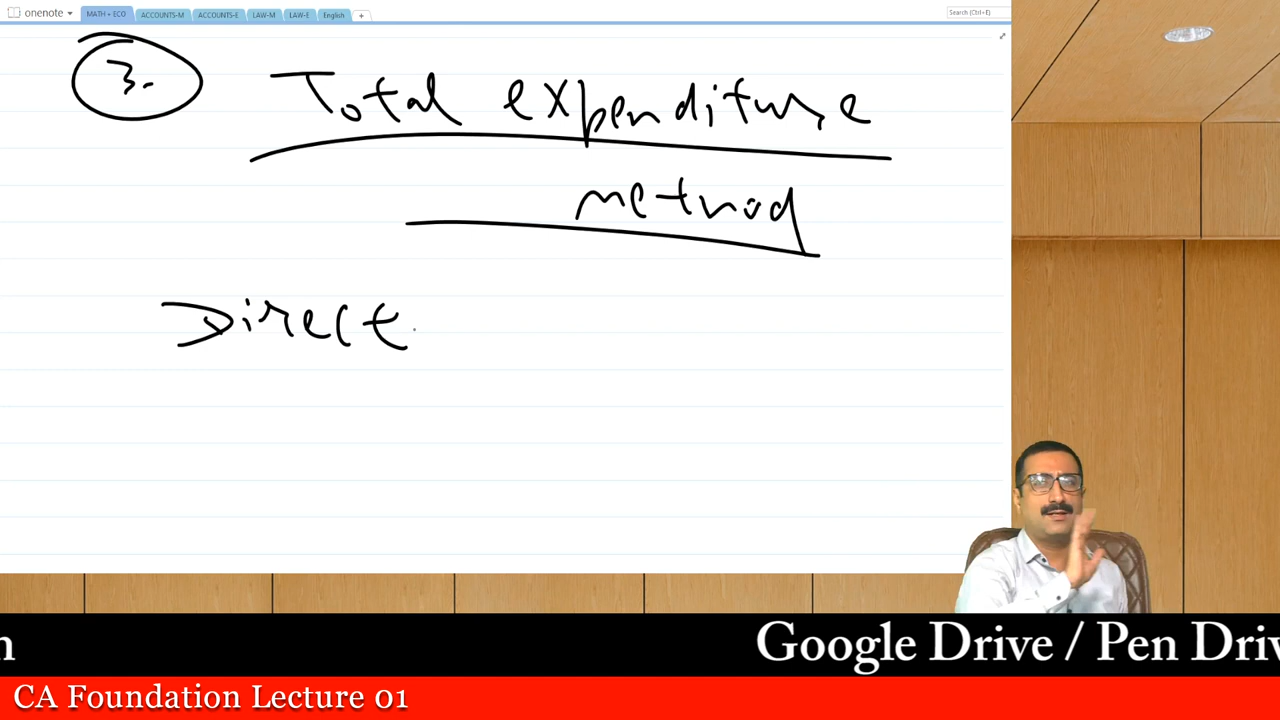 onenote
MATH + ECO
ACCOUNTS-M
ACCOUNTS-E
LAW-M
LAW-E
English
Search (Ctrl+E)
3.
Total expenditure
method
Direct
n
Google Drive / Pen Driv
CA Foundation Lecture 01